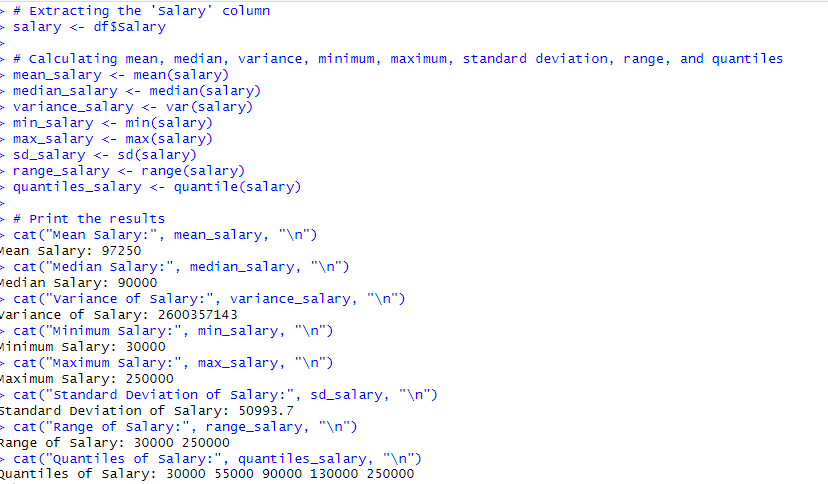 > # Extracting the 'Salary' column
> salary <- df$Salary
>
> # Calculating mean, median, variance, minimum, maximum, standard deviation, range, and quantiles
> mean_salary <- mean(salary)
> median_salary <- median(salary)
> variance_salary <- var(salary)
> min_salary <- min(salary)
> max_salary <- max(salary)
> sd_salary <- sd(salary)
> range_salary <- range(salary)
> quantiles_salary <- quantile(salary)
>
> # Print the results
> cat("Mean Salary:", mean_salary, "\n")
Mean Salary: 97250
> cat("Median Salary:", median_salary, "\n")
Median Salary: 90000
> cat("Variance of Salary:", variance_salary, "\n")
Variance of Salary: 2600357143
> cat("Minimum Salary:", min_salary, "\n")
Minimum Salary: 30000
> cat("Maximum Salary:", max_salary, "\n")
Maximum Salary: 250000
> cat("Standard Deviation of Salary:", sd_salary, "\n")
Standard Deviation of Salary: 50993.7
> cat("Range of Salary:", range_salary, "\n")
Range of Salary: 30000 250000
> cat("Quantiles of Salary:", quantiles_salary, "\n")
Quantiles of Salary: 30000 55000 90000 130000 250000